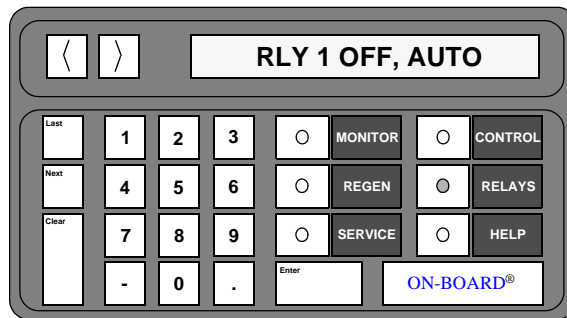 〈 〉 RLY 1 OFF, AUTO
Last 1 2 3 MONITOR CONTROL
Next 4 5 6 REGEN RELAYS
Clear 7 8 9 SERVICE HELP
- 0 . Enter ON-BOARD®